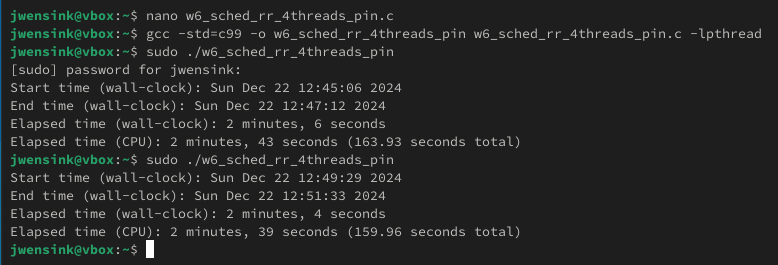 jwensink@vbox:~$ nano w6_sched_rr_4threads_pin.c
jwensink@vbox:~$ gcc -std=c99 -o w6_sched_rr_4threads_pin w6_sched_rr_4threads_pin.c -lpthread
jwensink@vbox:~$ sudo ./w6_sched_rr_4threads_pin
[sudo] password for jwensink:
Start time (wall-clock): Sun Dec 22 12:45:06 2024
End time (wall-clock): Sun Dec 22 12:47:12 2024
Elapsed time (wall-clock): 2 minutes, 6 seconds
Elapsed time (CPU): 2 minutes, 43 seconds (163.93 seconds total)
jwensink@vbox:~$ sudo ./w6_sched_rr_4threads_pin
Start time (wall-clock): Sun Dec 22 12:49:29 2024
End time (wall-clock): Sun Dec 22 12:51:33 2024
Elapsed time (wall-clock): 2 minutes, 4 seconds
Elapsed time (CPU): 2 minutes, 39 seconds (159.96 seconds total)
jwensink@vbox:~$